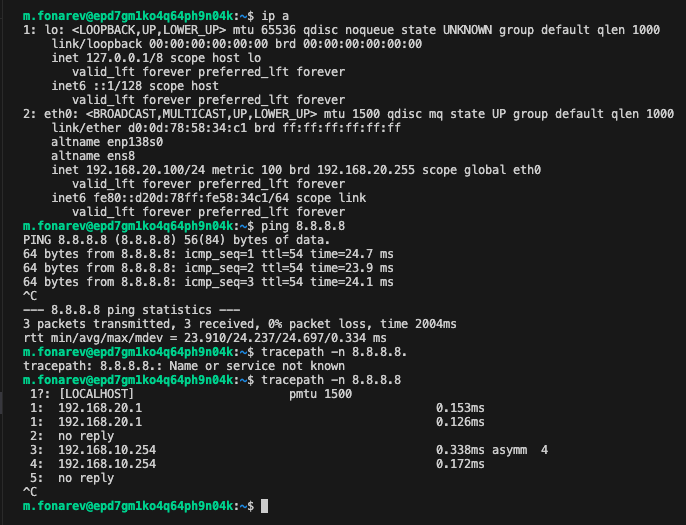 m.fonarev@epd7gm1ko4q64ph9n04k:~$ ip a
1: lo: <LOOPBACK,UP,LOWER_UP> mtu 65536 qdisc noqueue state UNKNOWN group default qlen 1000
    link/loopback 00:00:00:00:00:00 brd 00:00:00:00:00:00
    inet 127.0.0.1/8 scope host lo
       valid_lft forever preferred_lft forever
    inet6 ::1/128 scope host
       valid_lft forever preferred_lft forever
2: eth0: <BROADCAST,MULTICAST,UP,LOWER_UP> mtu 1500 qdisc mq state UP group default qlen 1000
    link/ether d0:0d:78:58:34:c1 brd ff:ff:ff:ff:ff:ff
    altname enp138s0
    altname ens8
    inet 192.168.20.100/24 metric 100 brd 192.168.20.255 scope global eth0
       valid_lft forever preferred_lft forever
    inet6 fe80::d20d:78ff:fe58:34c1/64 scope link
       valid_lft forever preferred_lft forever
m.fonarev@epd7gm1ko4q64ph9n04k:~$ ping 8.8.8.8
PING 8.8.8.8 (8.8.8.8) 56(84) bytes of data.
64 bytes from 8.8.8.8: icmp_seq=1 ttl=54 time=24.7 ms
64 bytes from 8.8.8.8: icmp_seq=2 ttl=54 time=23.9 ms
64 bytes from 8.8.8.8: icmp_seq=3 ttl=54 time=24.1 ms
^C
--- 8.8.8.8 ping statistics ---
3 packets transmitted, 3 received, 0% packet loss, time 2004ms
rtt min/avg/max/mdev = 23.910/24.237/24.697/0.334 ms
m.fonarev@epd7gm1ko4q64ph9n04k:~$ tracepath -n 8.8.8.8.
tracepath: 8.8.8.8.: Name or service not known
m.fonarev@epd7gm1ko4q64ph9n04k:~$ tracepath -n 8.8.8.8
 1?: [LOCALHOST]                      pmtu 1500
 1:  192.168.20.1                                          0.153ms
 1:  192.168.20.1                                          0.126ms
 2:  no reply
 3:  192.168.10.254                                        0.338ms asymm  4
 4:  192.168.10.254                                        0.172ms
 5:  no reply
^C
m.fonarev@epd7gm1ko4q64ph9n04k:~$